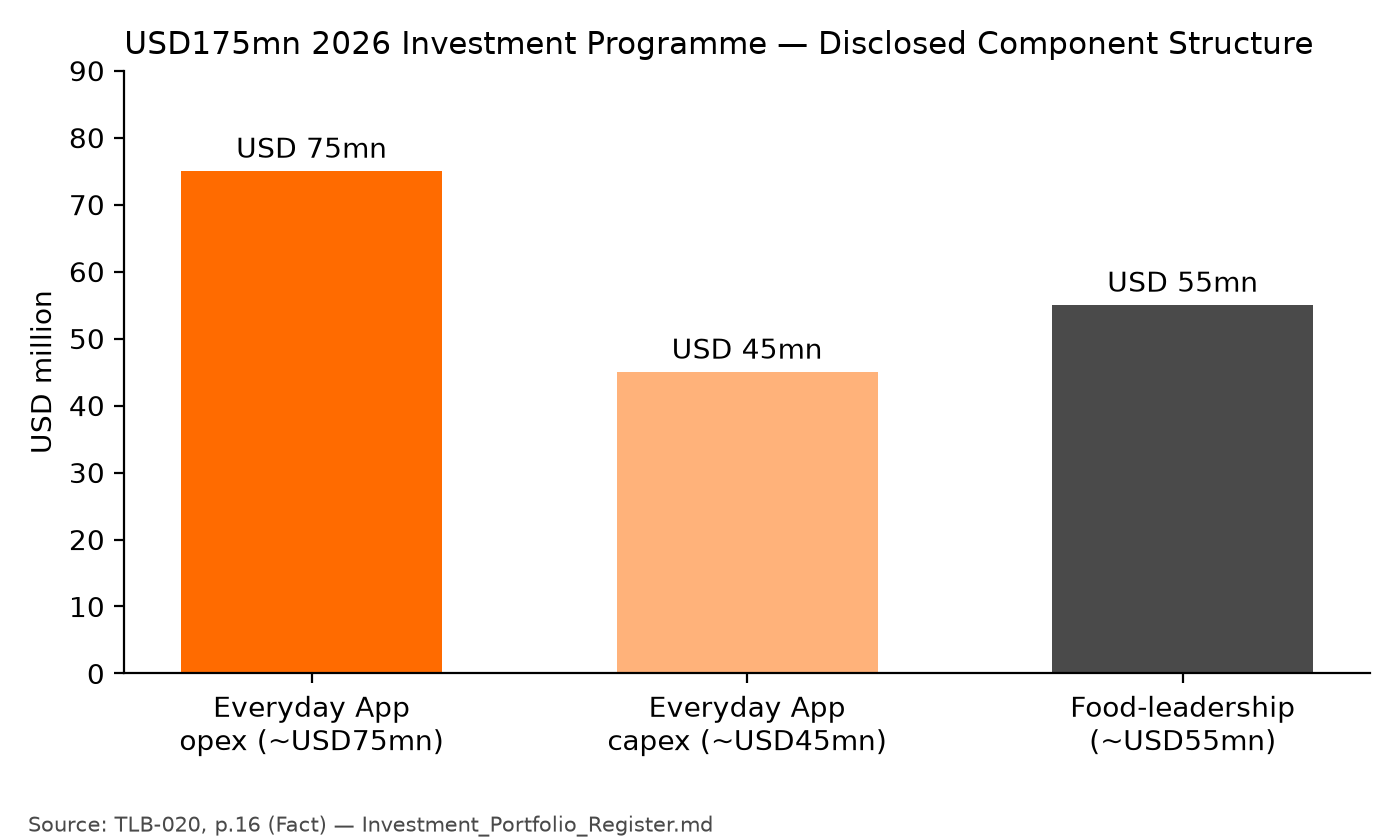 USD175mn 2026 Investment Programme — Disclosed Component Structure
USD million
90
80
70
60
50
40
30
20
10
0
USD 75mn
USD 45mn
USD 55mn
Everyday App
opex (~USD75mn)
Everyday App
capex (~USD45mn)
Food-leadership
(~USD55mn)
Source: TLB-020, p.16 (Fact) — Investment_Portfolio_Register.md